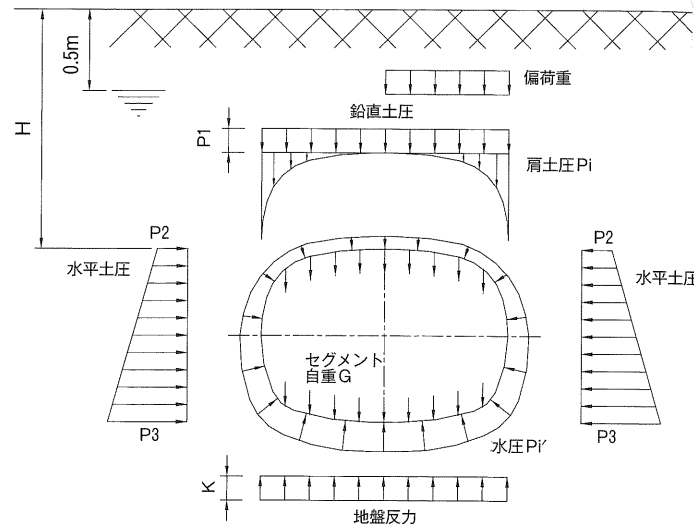 0.5m
H
偏荷重
鉛直土圧
P1
肩土圧Pi
P2
P2
水平土圧
水平土圧
セグメント
自重G
P3
P3
水圧Pi′
K
地盤反力